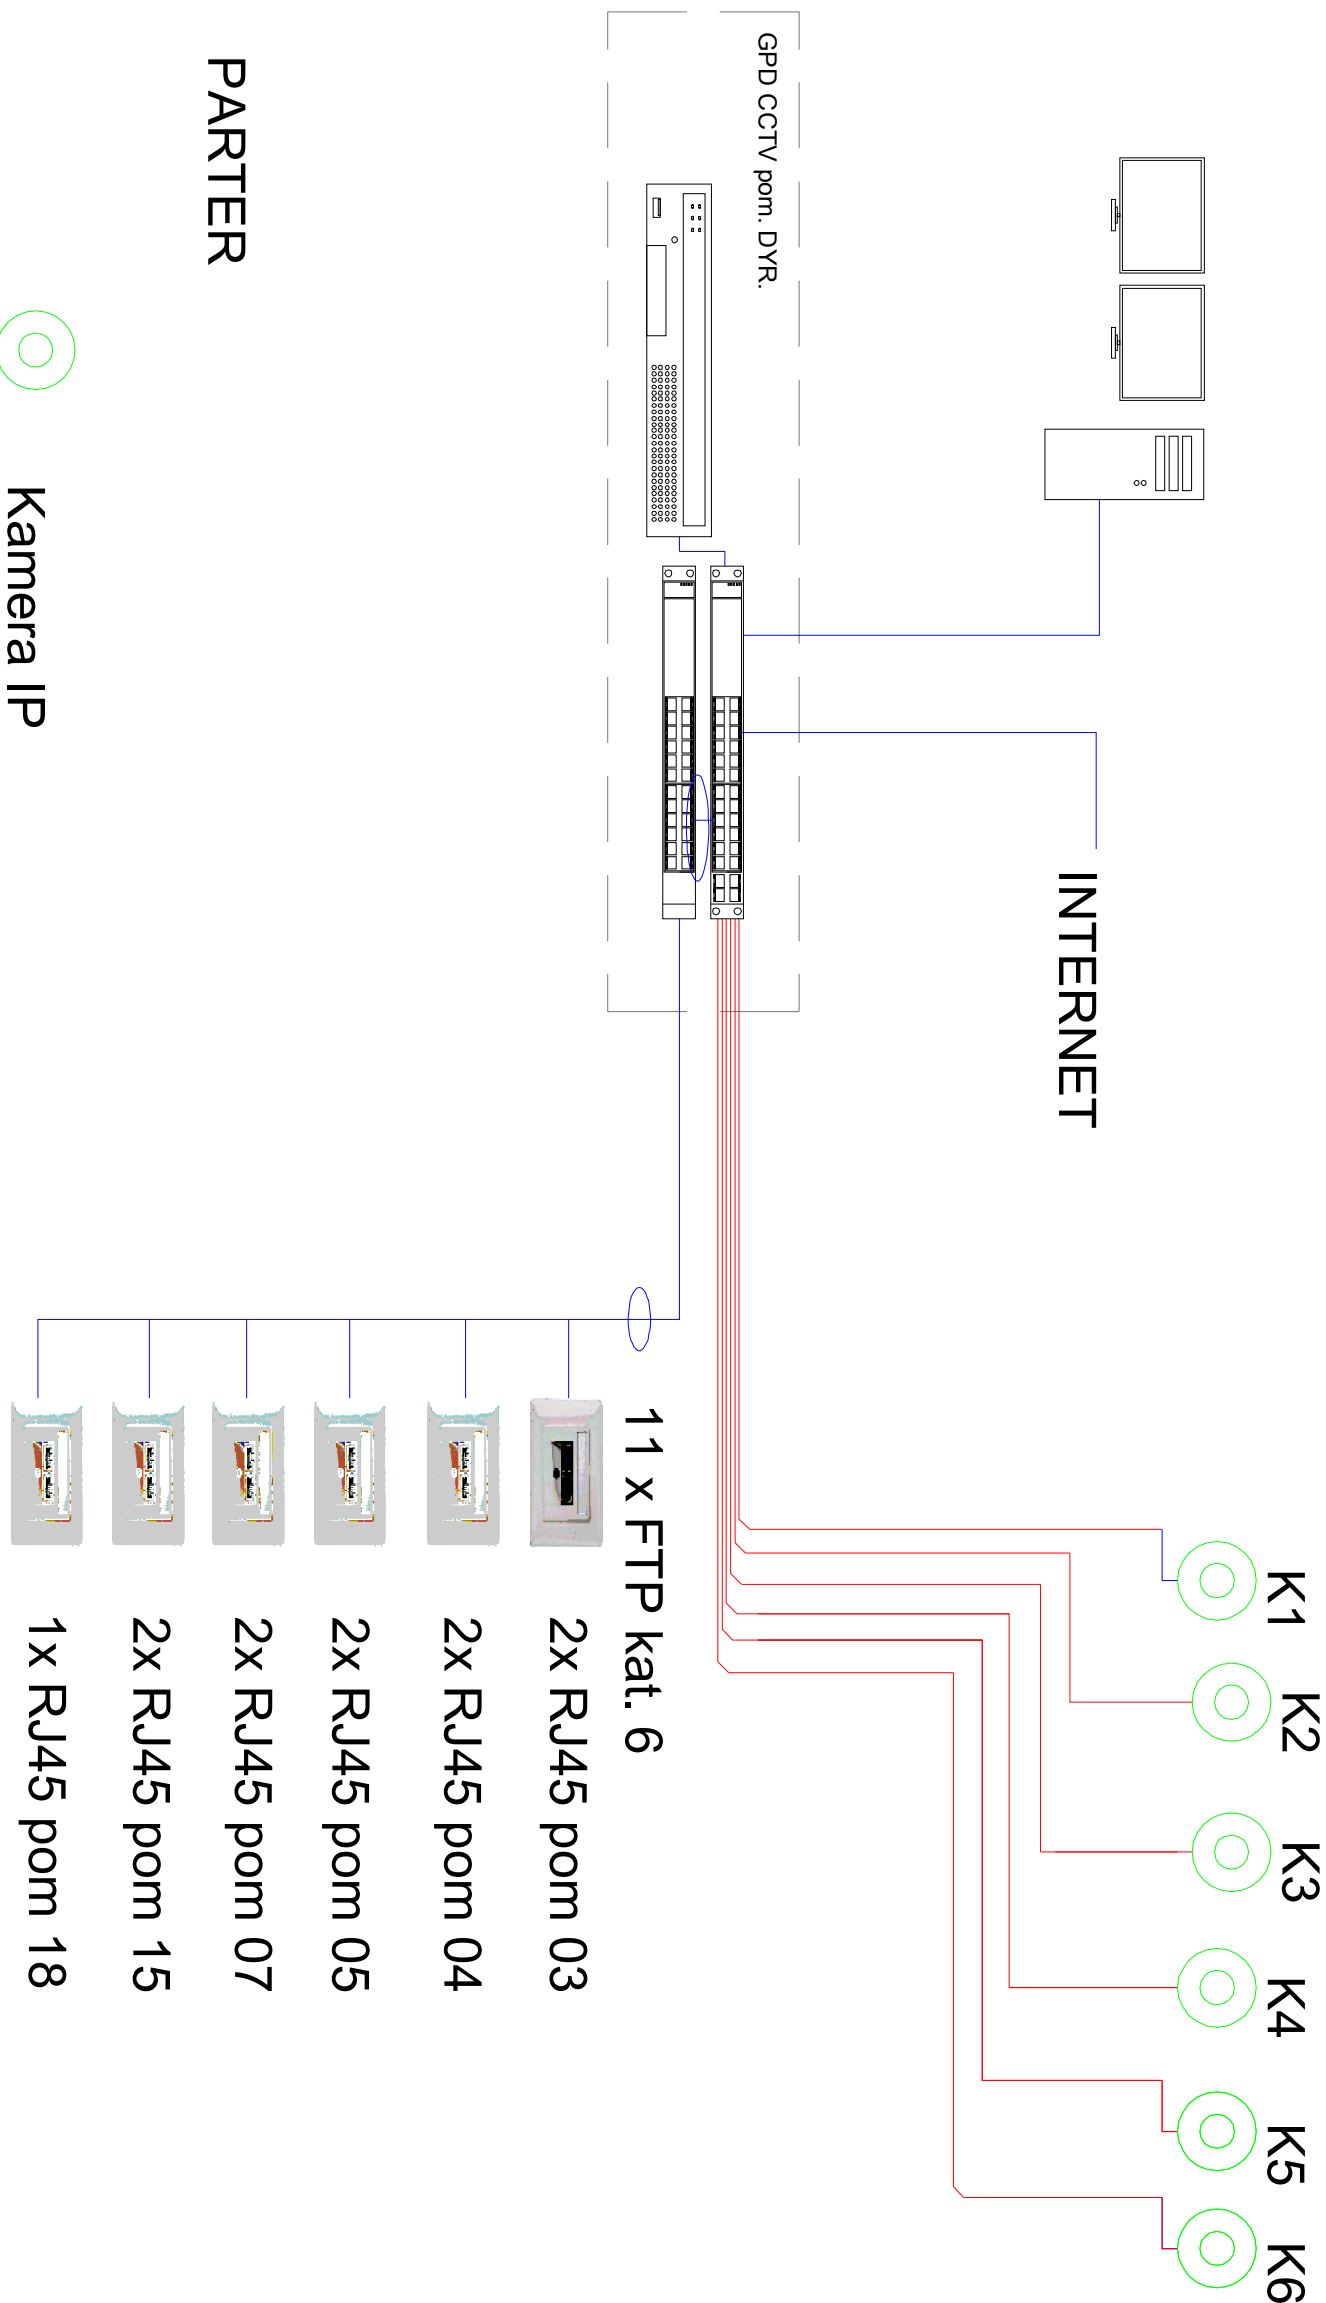 K1
K2
K3
K4
K5
K6
INTERNET
GPD CCTV pom. DYR.
11 x FTP kat. 6
2x RJ45 pom 03
2x RJ45 pom 04
2x RJ45 pom 05
2x RJ45 pom 07
2x RJ45 pom 15
1x RJ45 pom 18
PARTER
Kamera IP